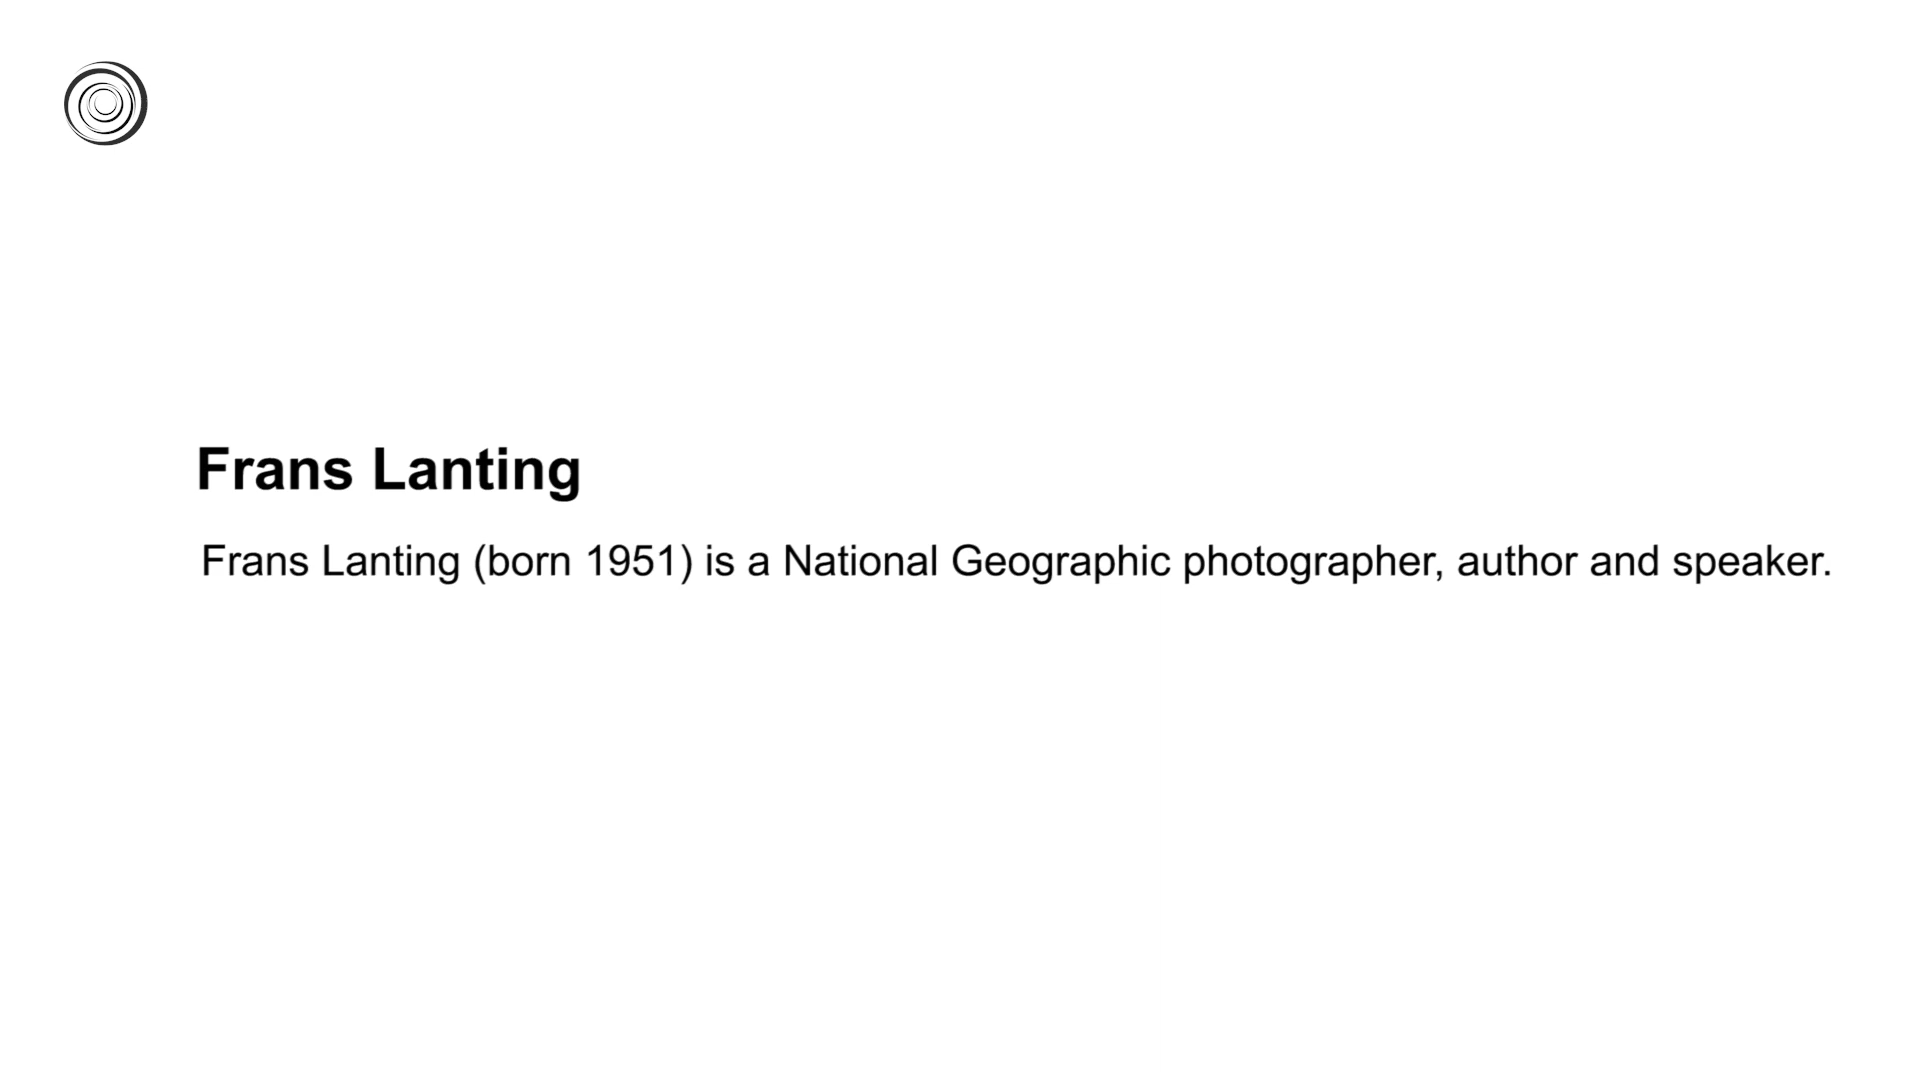 Frans Lanting
Frans Lanting (born 1951) is a National Geographic photographer, author and speaker.